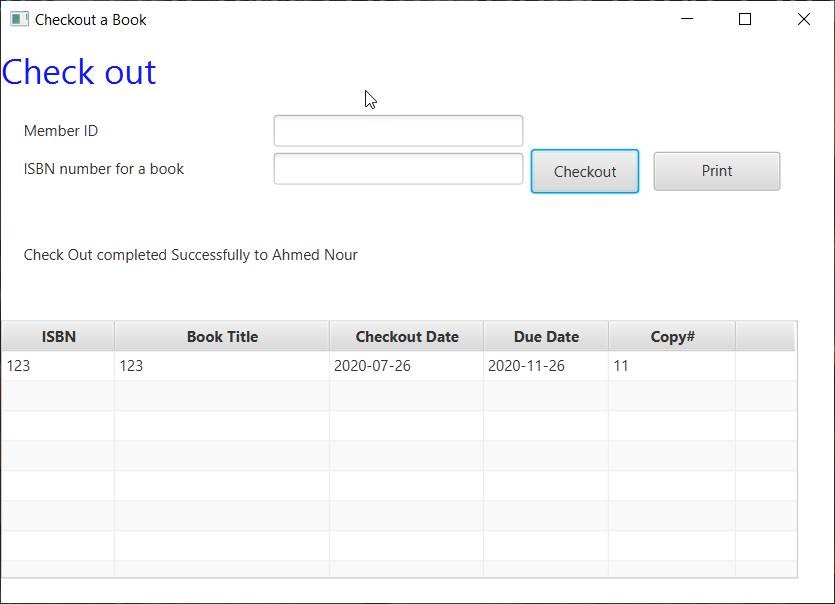 Checkout a Book
Check out
Member ID
ISBN number for a book
Checkout
Print
Check Out completed Successfully to Ahmed Nour
ISBN Book Title Checkout Date Due Date Copy#
123 123 2020-07-26 2020-11-26 11